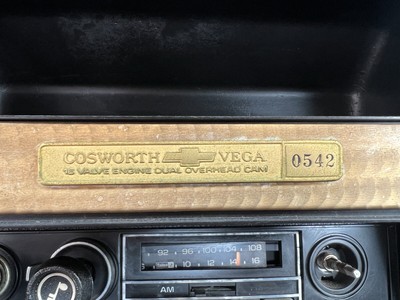 COSWORTH VEGA
16 VALVE ENGINE DUAL OVERHEAD CAM
0542
92 96 100 104 108
8 10 12 14 16
AM